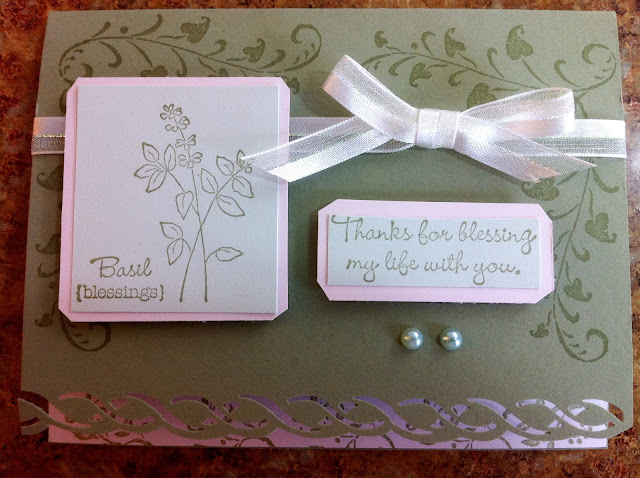 Basil
{blessings}
Thanks for blessing
my life with you.